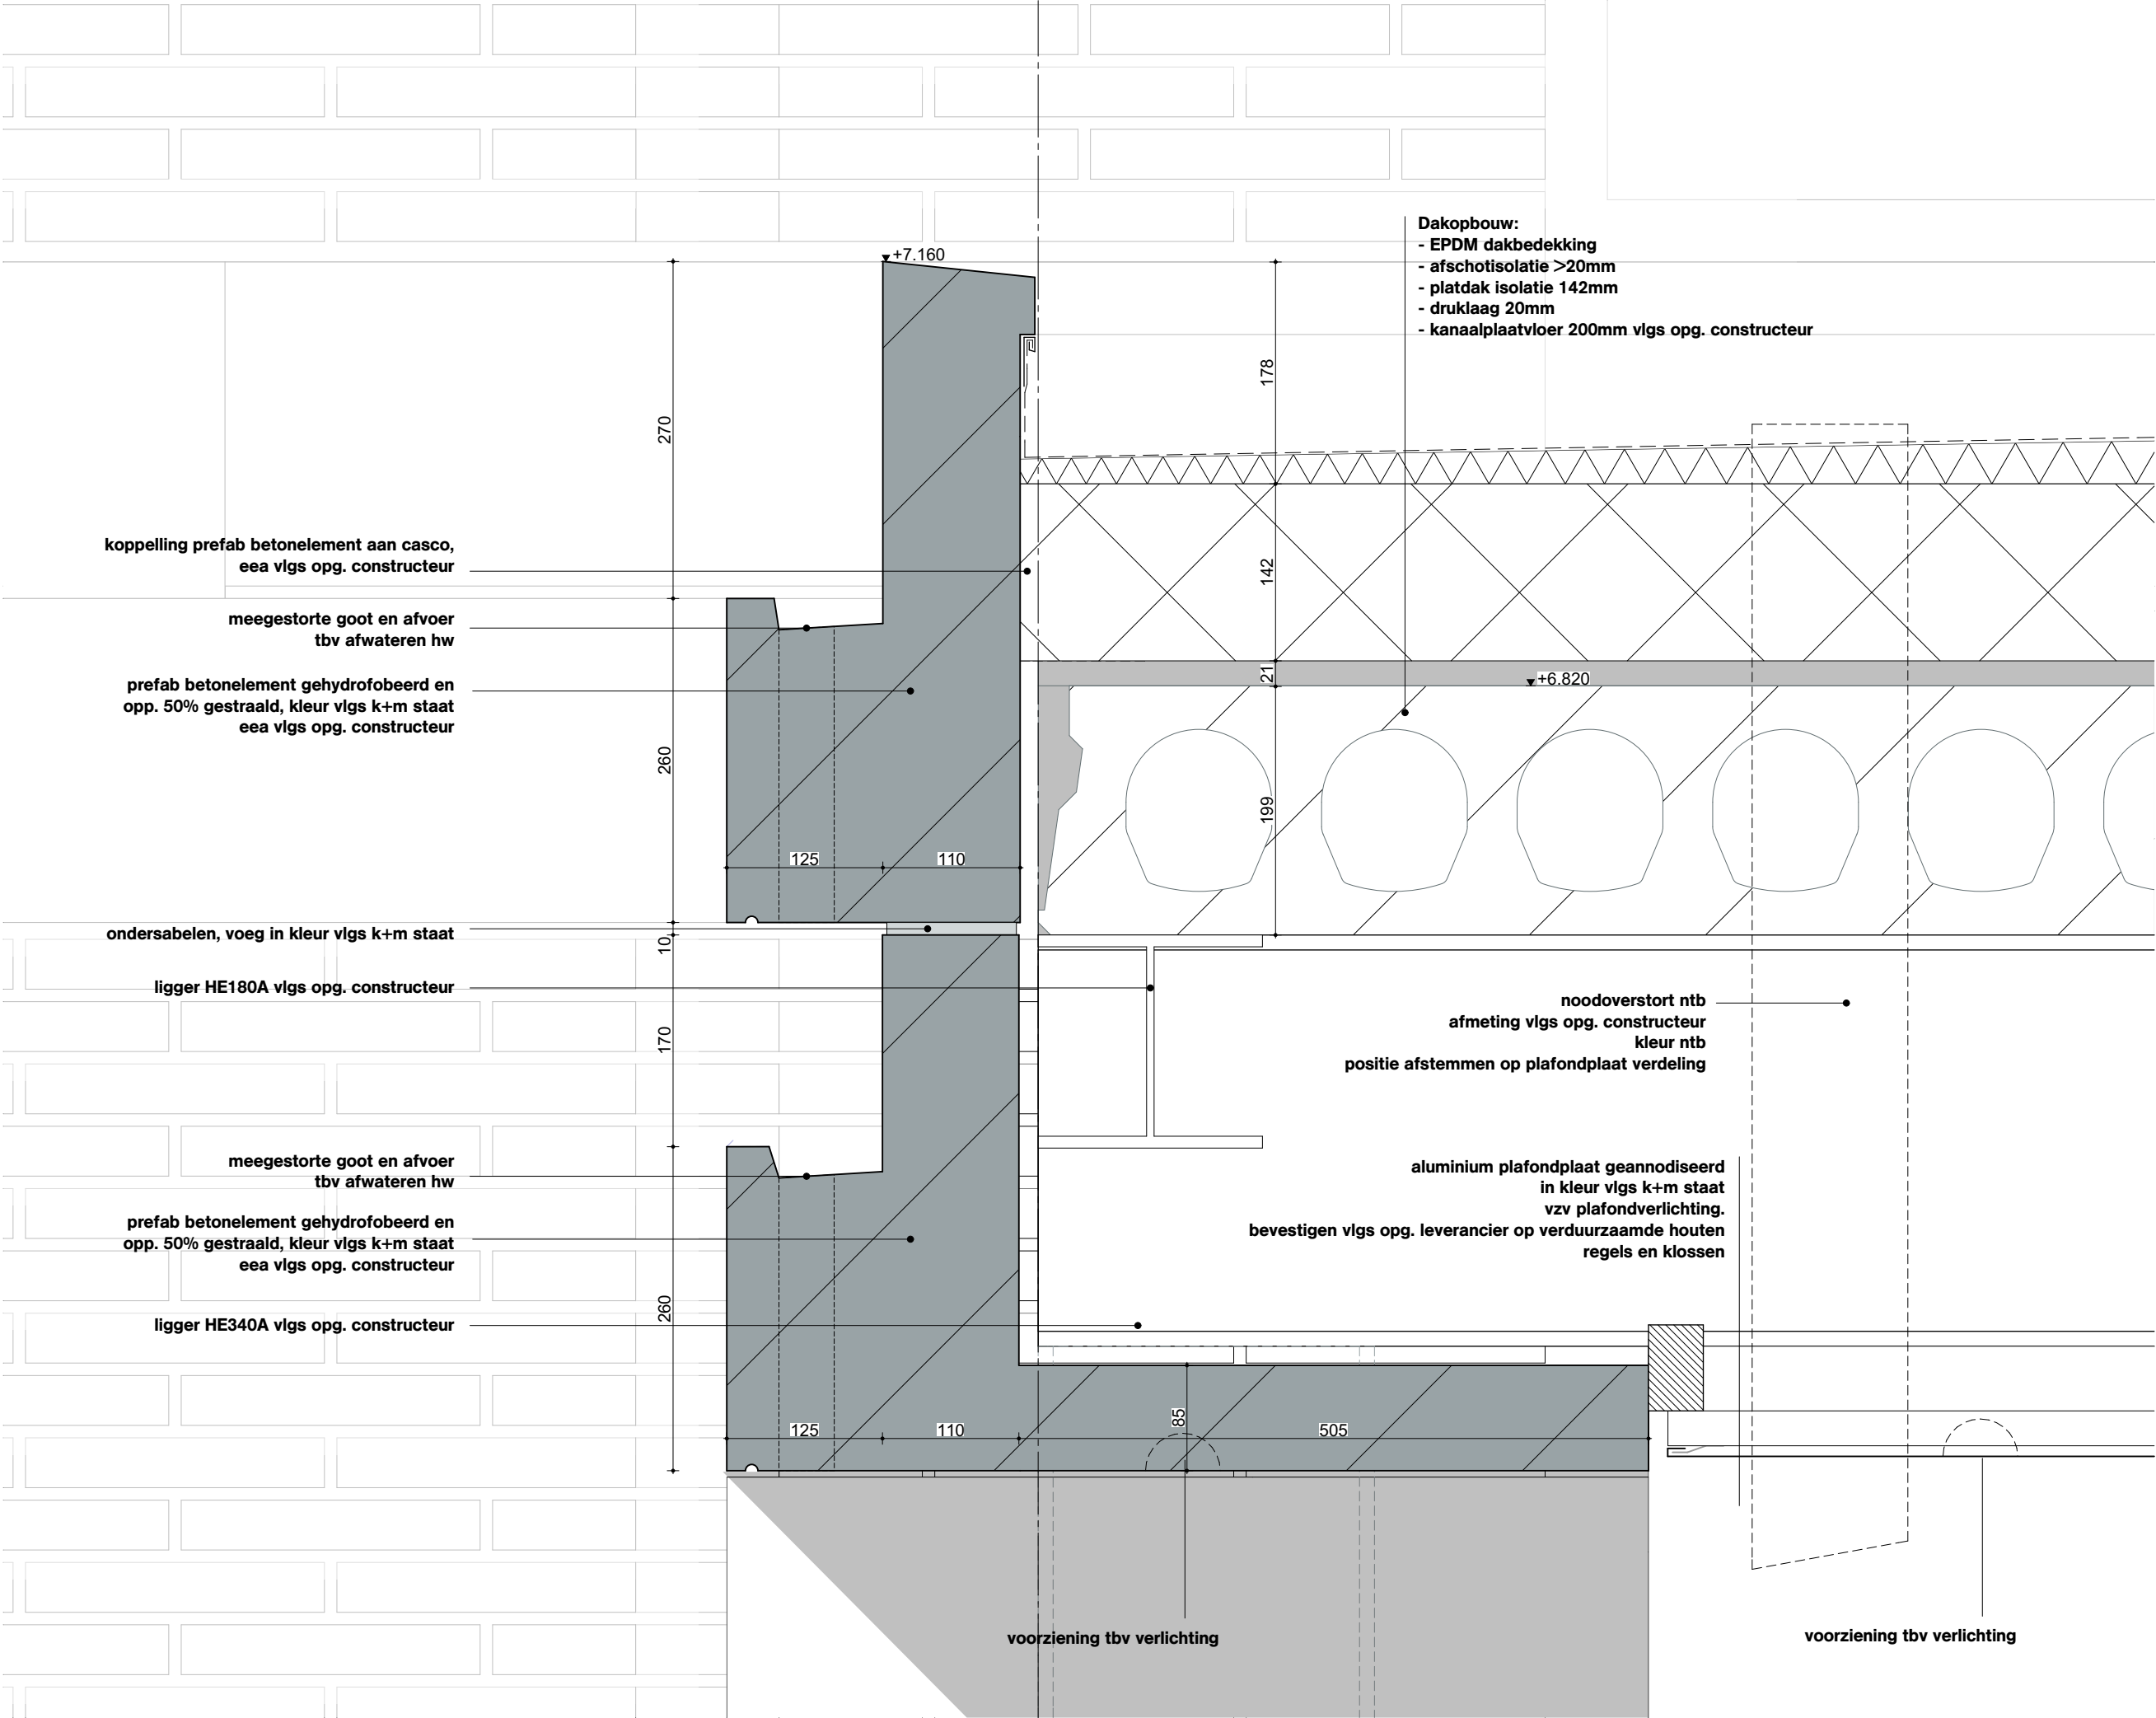 Dakopbouw:
- EPDM dakbedekking
- afschotisolatie >20mm
- platdak isolatie 142mm
- druklaag 20mm
- kanaalplaatvloer 200mm vlgs opg. constructeur
+7.160
178
270
koppelling prefab betonelement aan casco,
eea vlgs opg. constructeur
142
meegestorte goot en afvoer
tbv afwateren hw
21
+6.820
prefab betonelement gehydrofobeerd en
opp. 50% gestraald, kleur vlgs k+m staat
eea vlgs opg. constructeur
260
199
125
110
ondersabelen, voeg in kleur vlgs k+m staat
10
ligger HE180A vlgs opg. constructeur
noodoverstort ntb
afmeting vlgs opg. constructeur
kleur ntb
positie afstemmen op plafondplaat verdeling
170
meegestorte goot en afvoer
tbv afwateren hw
aluminium plafondplaat geannodiseerd
in kleur vlgs k+m staat
vzv plafondverlichting.
bevestigen vlgs opg. leverancier op verduurzaamde houten
regels en klossen
prefab betonelement gehydrofobeerd en
opp. 50% gestraald, kleur vlgs k+m staat
eea vlgs opg. constructeur
260
ligger HE340A vlgs opg. constructeur
125
110
85
505
voorziening tbv verlichting
voorziening tbv verlichting